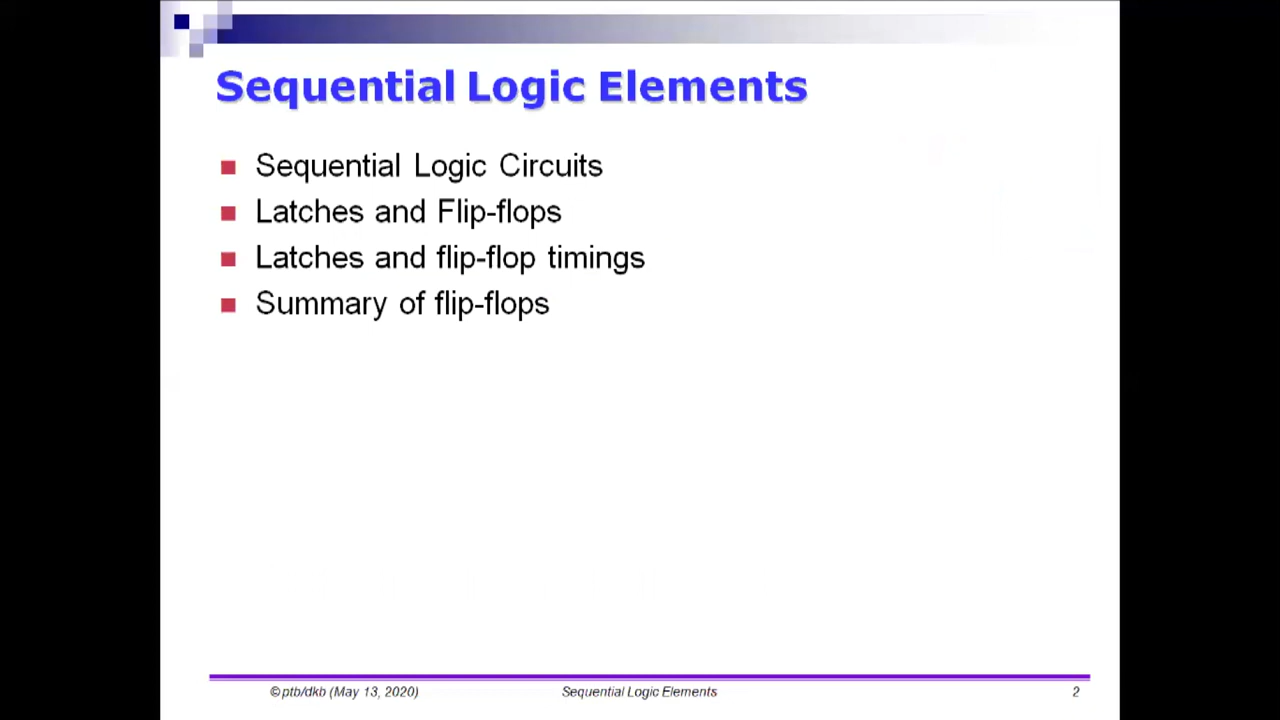 Sequential Logic Elements
Sequential Logic Circuits
Latches and Flip-flops
Latches and flip-flop timings
Summary of flip-flops
©ptb/dkb (May 13, 2020)
Sequential Logic Elements
2